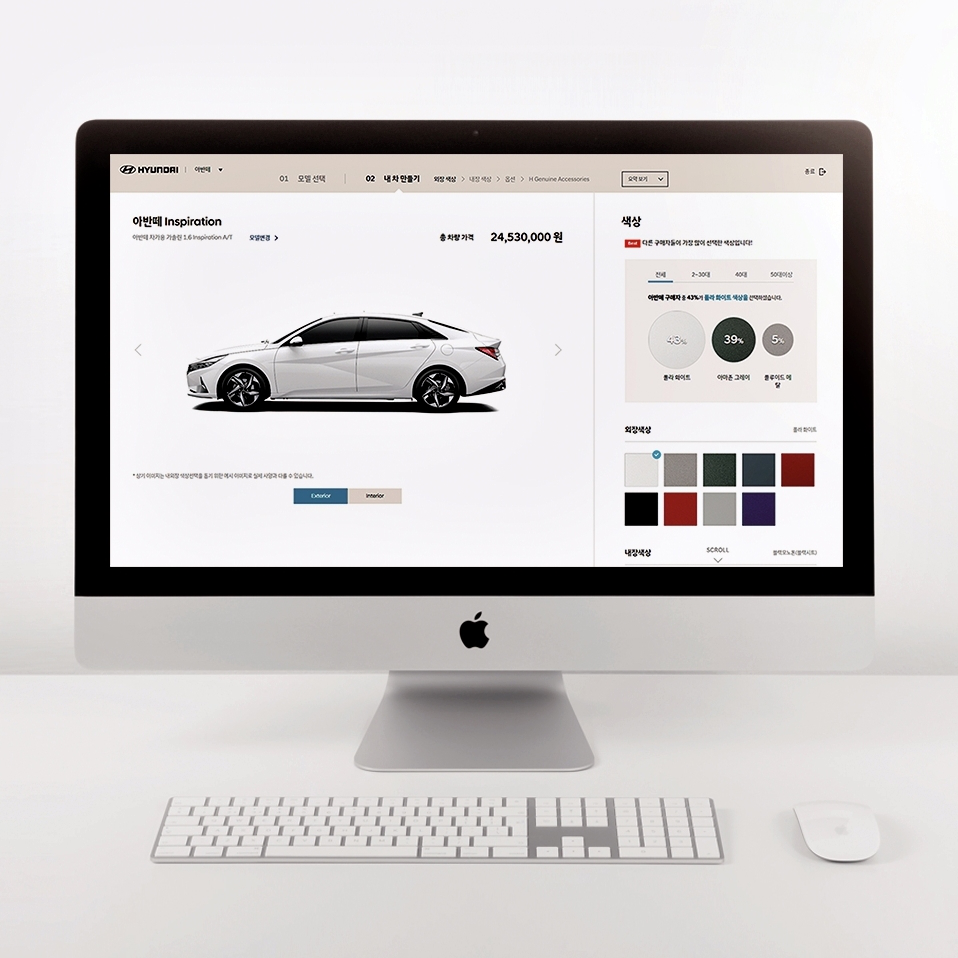 HYUNDAI
아반떼
01 모델 선택
02 내 차 만들기
외장 색상 > 내장 색상 > 옵션 > H Genuine Accessories
요약 보기
종료
아반떼 Inspiration
아반떼 자가용 가솔린 1.6 Inspiration A/T
모델변경 >
총 차량 가격 24,530,000 원
* 상기 이미지는 내외장 색상선택을 돕기 위한 예시 이미지로 실제 사양과 다를 수 있습니다.
Exterior
Interior
색상
Best 다른 구매자들이 가장 많이 선택한 색상입니다!
전체
2~30대
40대
50대이상
아반떼 구매자 중 43%가 폴라 화이트 색상을 선택하셨습니다.
43%
39%
5%
폴라 화이트
아마존 그레이
플루이드 메
탈
외장색상
폴라 화이트
내장색상
SCROLL
블랙모노톤(블랙시트)